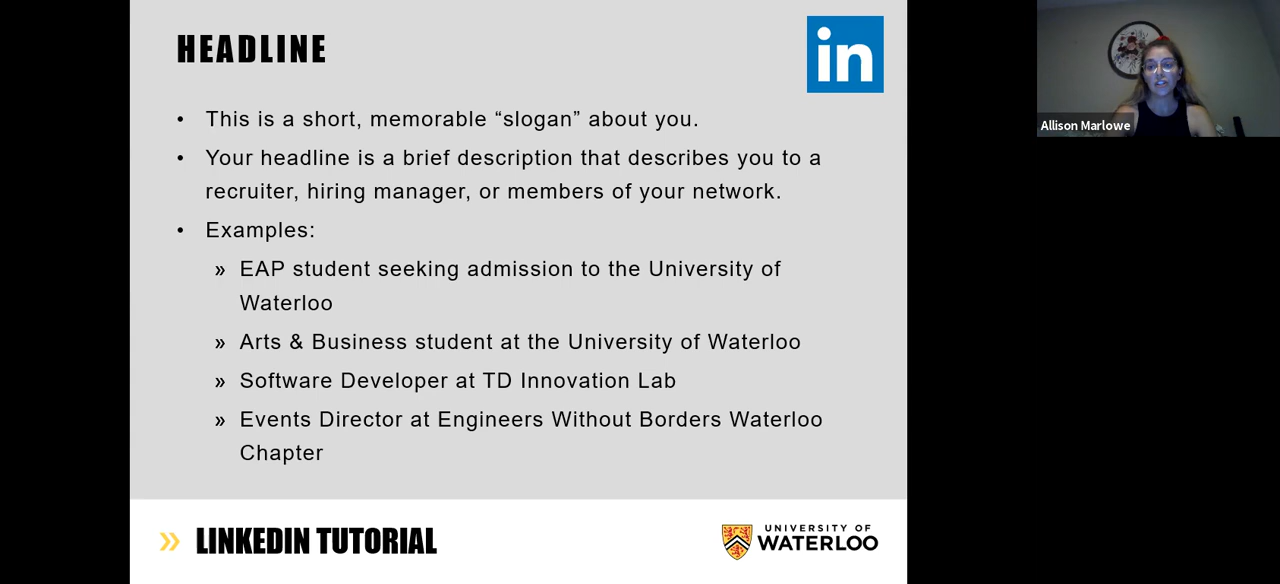 HEADLINE
in
• This is a short, memorable “slogan” about you.
• Your headline is a brief description that describes you to a
recruiter, hiring manager, or members of your network.
• Examples:
» EAP student seeking admission to the University of
Waterloo
» Arts & Business student at the University of Waterloo
» Software Developer at TD Innovation Lab
» Events Director at Engineers Without Borders Waterloo
Chapter
» LINKEDIN TUTORIAL
UNIVERSITY OF
WATERLOO
Allison Marlowe